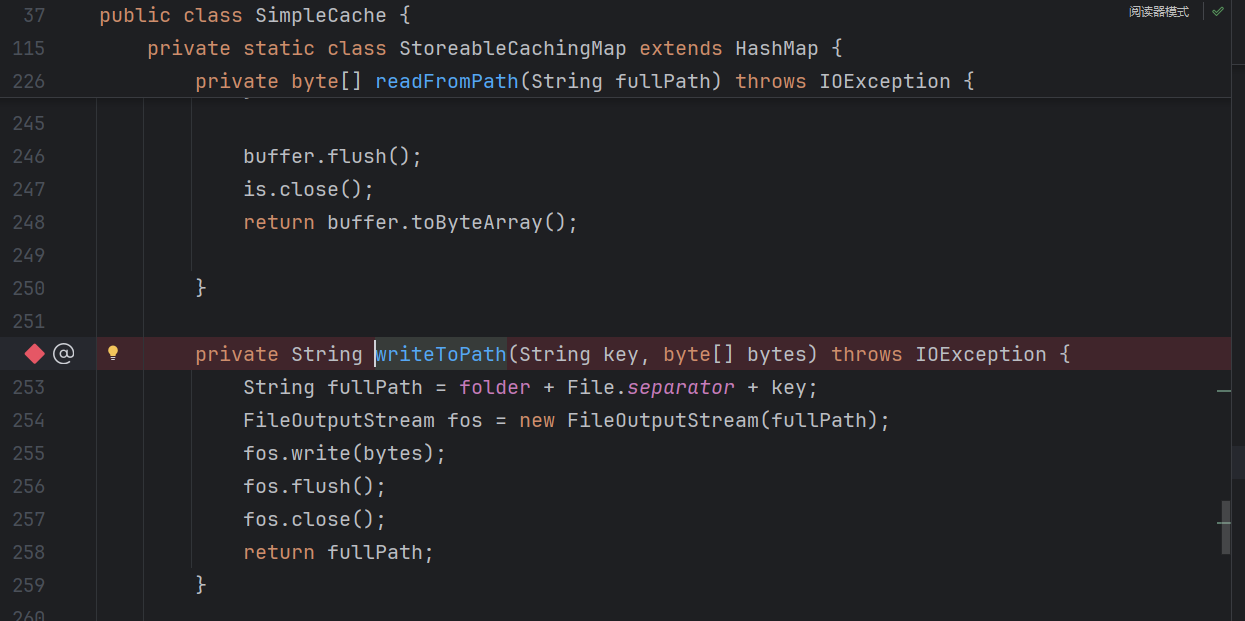 阅读器模式
37 public class SimpleCache {
115 private static class StoreableCachingMap extends HashMap {
226 private byte[] readFromPath(String fullPath) throws IOException {
245
246 buffer.flush();
247 is.close();
248 return buffer.toByteArray();
249
250 }
251
@ private String writeToPath(String key, byte[] bytes) throws IOException {
253 String fullPath = folder + File.separator + key;
254 FileOutputStream fos = new FileOutputStream(fullPath);
255 fos.write(bytes);
256 fos.flush();
257 fos.close();
258 return fullPath;
259 }
260